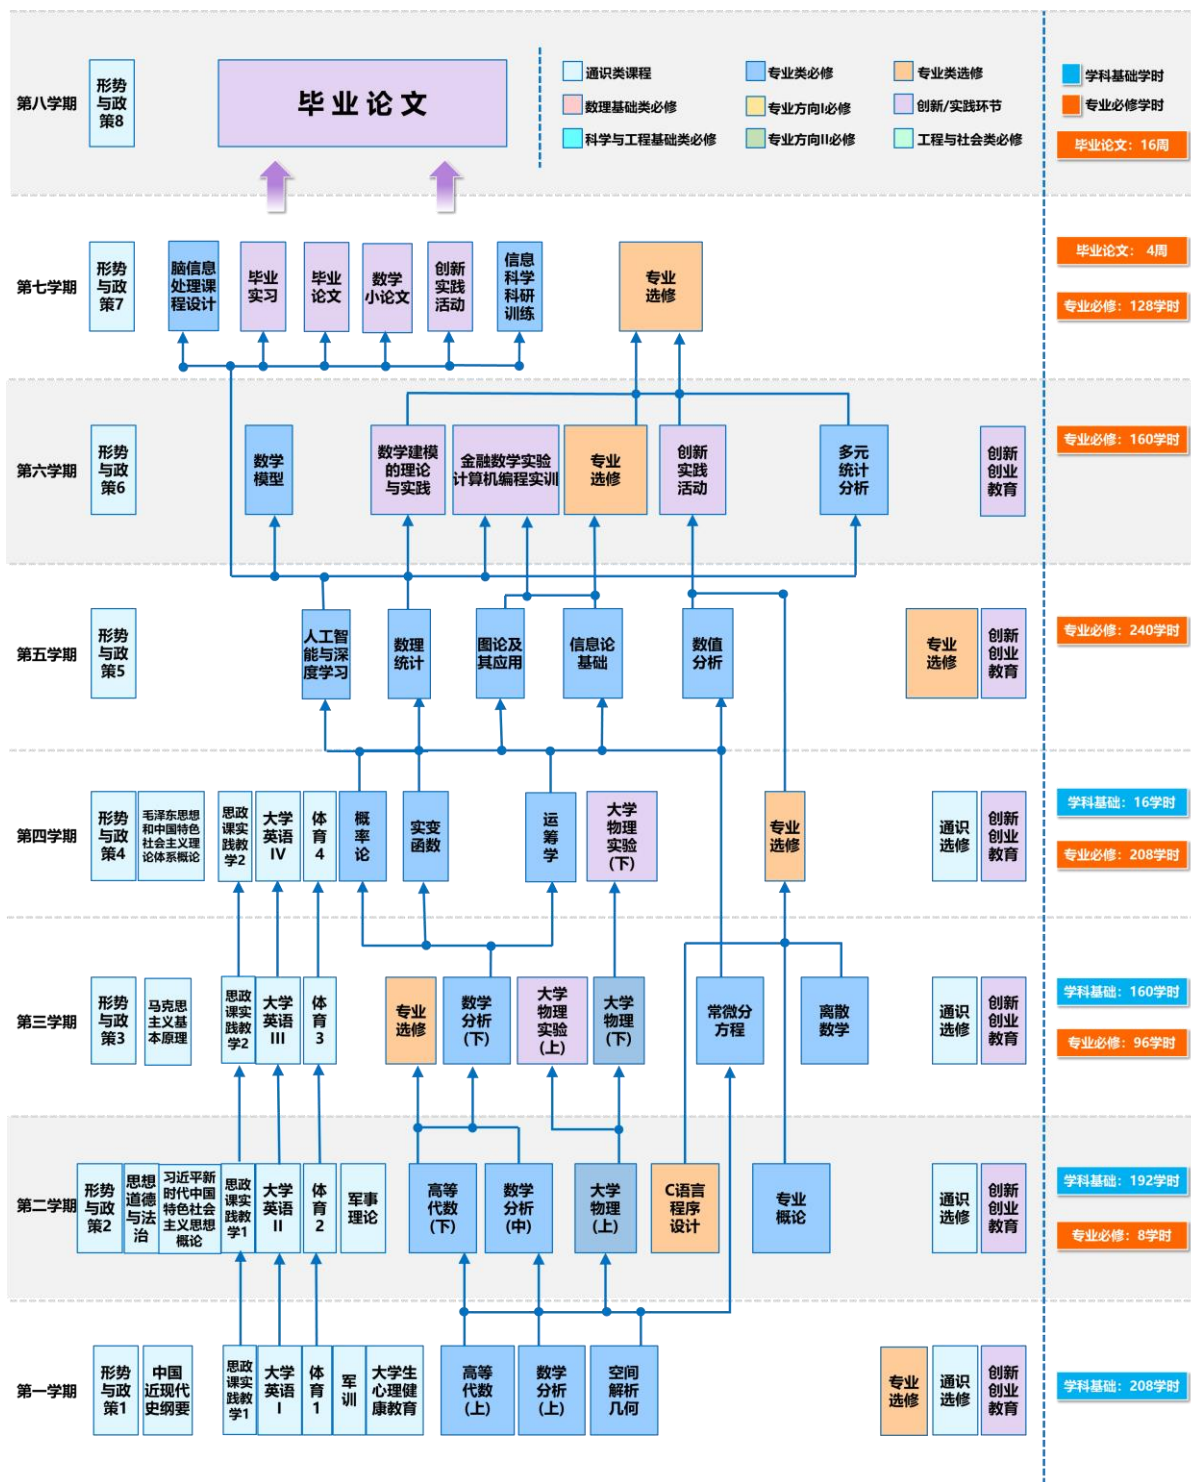 第八学期
形势
与政
策8
毕业论文
通识类课程
专业类必修
专业类选修
数理基础类必修
专业方向I必修
创新/实践环节
科学与工程基础类必修
专业方向II必修
工程与社会类必修
学科基础学时
专业必修学时
毕业论文：16周
第七学期
形势
与政
策7
脑信息
处理课
程设计
毕业
实习
毕业
论文
数学
小论文
创新
实践
活动
信息
科学
科研
训练
专业
选修
毕业论文： 4周
专业必修：128学时
第六学期
形势
与政
策6
数学
模型
数学建模
的理论
与实践
金融数学实验
计算机编程实训
专业
选修
创新
实践
活动
多元
统计
分析
创新
创业
教育
专业必修：160学时
第五学期
形势
与政
策5
人工智
能与深
度学习
数理
统计
图论及
其应用
信息论
基础
数值
分析
专业
选修
创新
创业
教育
专业必修：240学时
第四学期
形势
与政
策4
毛泽东思想
和中国特色
社会主义理
论体系概论
思政
课实
践教
学2
大学
英语
IV
体
育
4
概
率
论
实变
函数
运
筹
学
大学
物理
实验
(下)
专业
选修
通识
选修
创新
创业
教育
学科基础：16学时
专业必修：208学时
第三学期
形势
与政
策3
马克思
主义基
本原理
思政
课实
践教
学2
大学
英语
III
体
育
3
专业
选修
数学
分析
(下)
大学
物理
实验
(上)
大学
物理
(下)
常微分
方程
离散
数学
通识
选修
创新
创业
教育
学科基础：160学时
专业必修：96学时
第二学期
形势
与政
策2
思想
道德
与法
治
习近平新
时代中国
特色社会
主义思想
概论
思政
课实
践教
学1
大学
英语
II
体
育
2
军事
理论
高等
代数
(下)
数学
分析
(中)
大学
物理
(上)
C语言
程序
设计
专业
概论
通识
选修
创新
创业
教育
学科基础：192学时
专业必修：8学时
第一学期
形势
与政
策1
中国
近现代
史纲要
思政
课实
践教
学1
大学
英语
I
体
育
1
军
训
大学生
心理健
康教育
高等
代数
(上)
数学
分析
(上)
空间
解析
几何
专业
选修
通识
选修
创新
创业
教育
学科基础：208学时